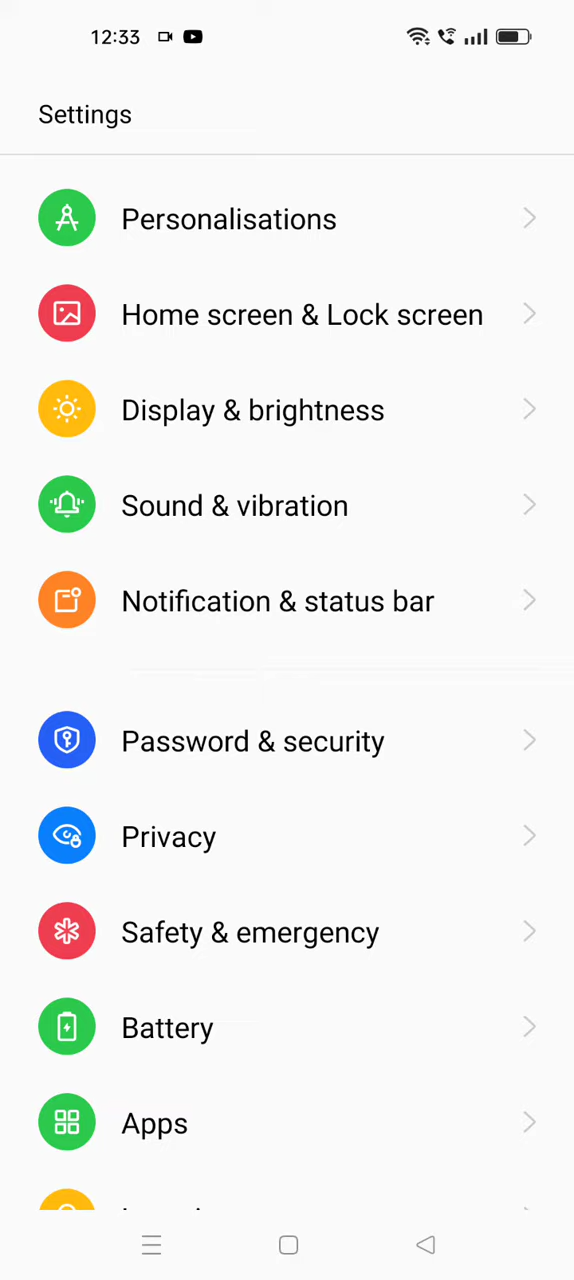 12:33
Settings
Personalisations
Home screen & Lock screen
Display & brightness
Sound & vibration
Notification & status bar
Password & security
Privacy
Safety & emergency
Battery
Apps